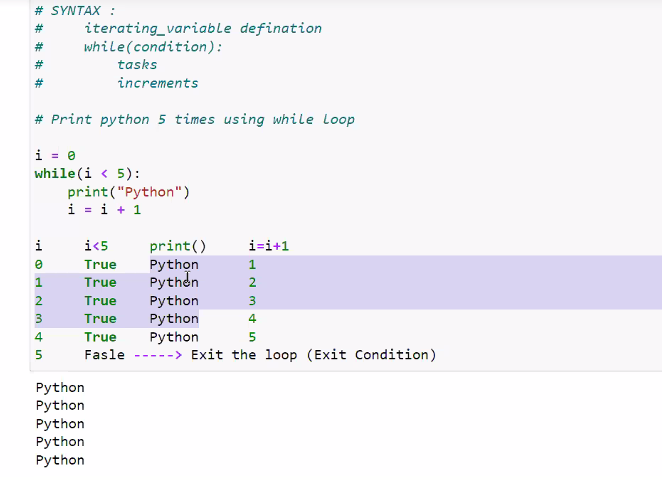 # SYNTAX :
#     iterating_variable defination
#     while(condition):
#         tasks
#         increments
# Print python 5 times using while loop
i = 0
while(i < 5):
    print("Python")
    i = i + 1
i     i<5     print()     i=i+1
0     True    Python      1
1     True    Python      2
2     True    Python      3
3     True    Python      4
4     True    Python      5
5     Fasle -----> Exit the loop (Exit Condition)
Python
Python
Python
Python
Python